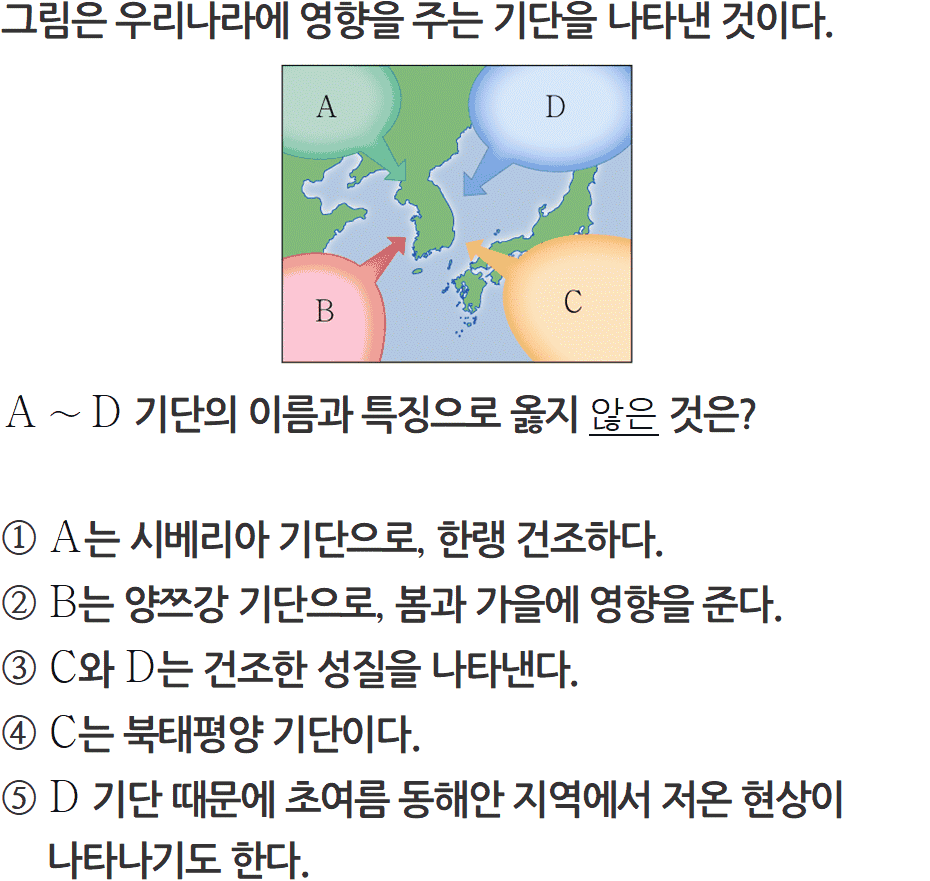 그림은 우리나라에 영향을 주는 기단을 나타낸 것이다.
A
D
B
C
A ~ D 기단의 이름과 특징으로 옳지 않은 것은?
① A는 시베리아 기단으로, 한랭 건조하다.
② B는 양쯔강 기단으로, 봄과 가을에 영향을 준다.
③ C와 D는 건조한 성질을 나타낸다.
④ C는 북태평양 기단이다.
⑤ D 기단 때문에 초여름 동해안 지역에서 저온 현상이
나타나기도 한다.